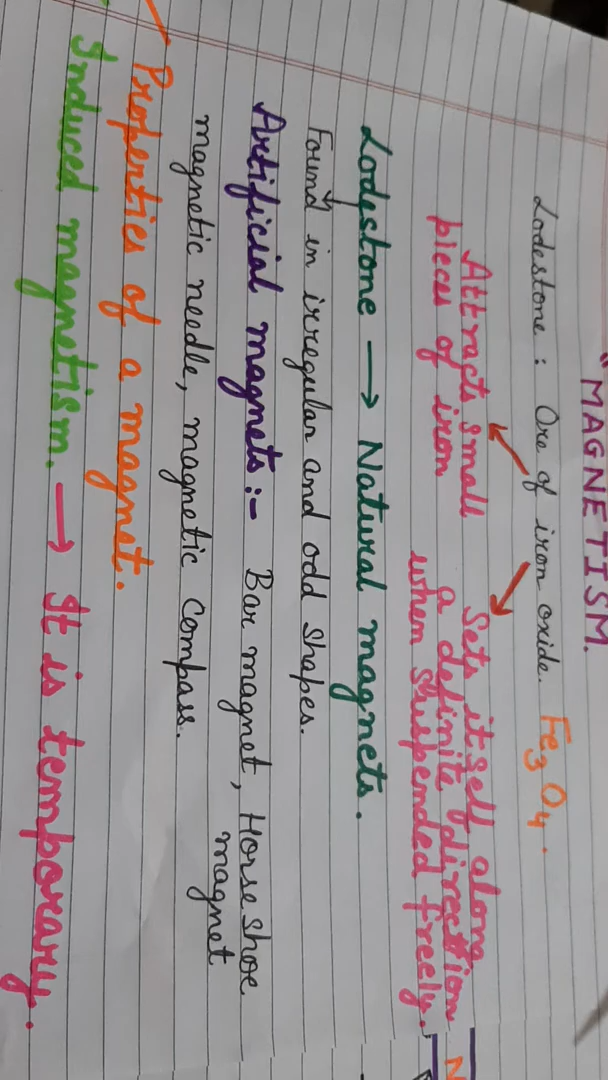 "MAGNETISM.
Lodestone : Ore of iron oxide. Fe3O4.
Attracts small
pieces of iron
Sets itself along
a definite direction
when suspended freely.
Lodestone → Natural magnets.
Found in irregular and odd shapes.
Artificial magnets:- Bar magnet, Horse shoe
magnet
magnetic needle, magnetic compass.
Properties of a magnet.
Induced magnetism. → It is temporary.
N